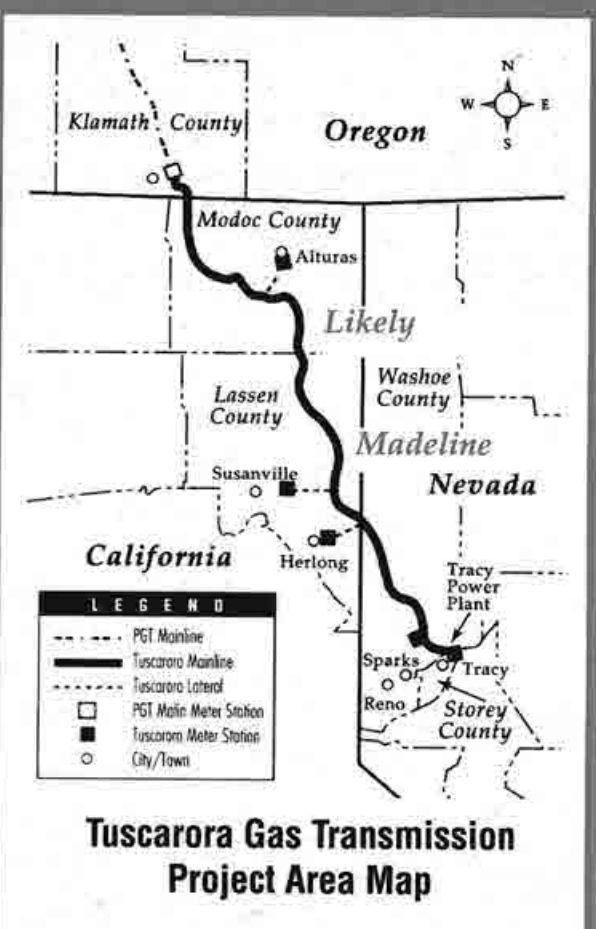 N
W E
S
Klamath County
Oregon
Modoc County
Alturas
Likely
Washoe
County
Lassen
County
Madeline
Susanville
Nevada
California
Herlong
Tracy
Power
Plant
Sparks
Tracy
Reno
Storey
County
LEGEND
PGT Mainline
Tuscarora Mainline
Tuscarora Lateral
PGT Malin Meter Station
Tuscarora Meter Station
City/Town
Tuscarora Gas Transmission
Project Area Map